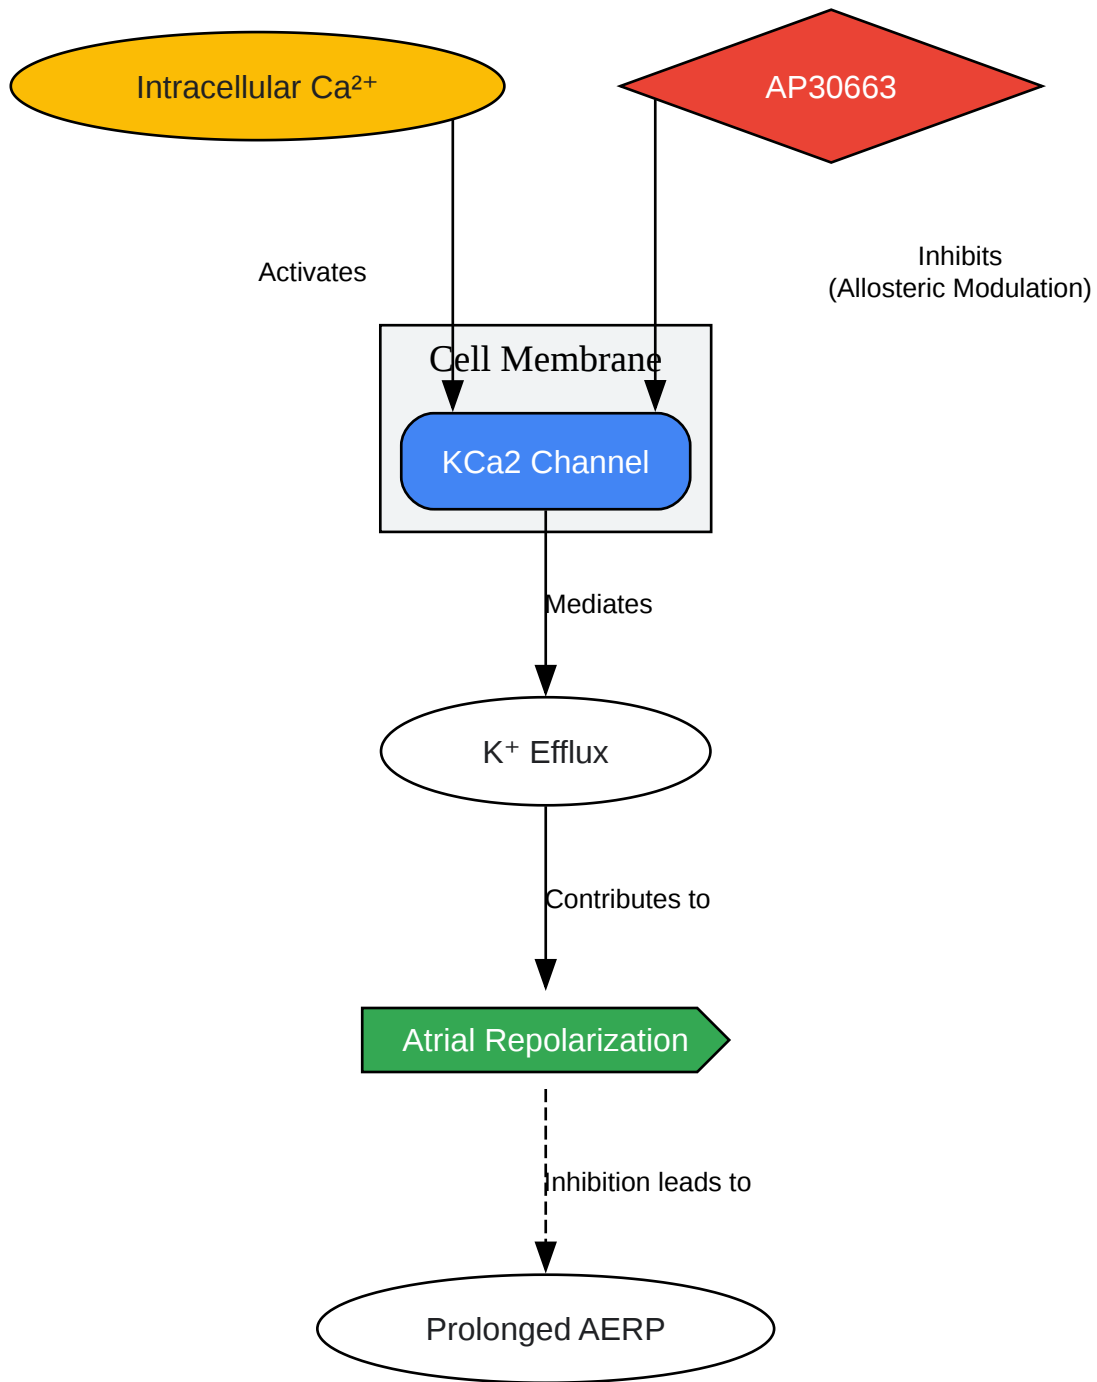 Intracellular Ca²⁺
AP30663
Activates
Inhibits
(Allosteric Modulation)
Cell Membrane
KCa2 Channel
Mediates
K⁺ Efflux
Contributes to
Atrial Repolarization
Inhibition leads to
Prolonged AERP